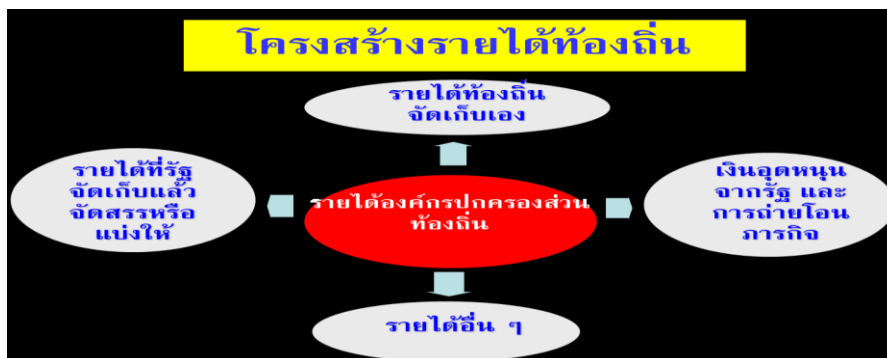 โครงสร้างรายได้ท้องถิ่น
รายได้ท้องถิ่น
จัดเก็บเอง
รายได้ที่รัฐ
จัดเก็บแล้ว
จัดสรรหรือ
แบ่งให้
รายได้องค์กรปกครองส่วน
ท้องถิ่น
เงินอุดหนุน
จากรัฐ และ
การถ่ายโอน
ภารกิจ
รายได้อื่น ๆ